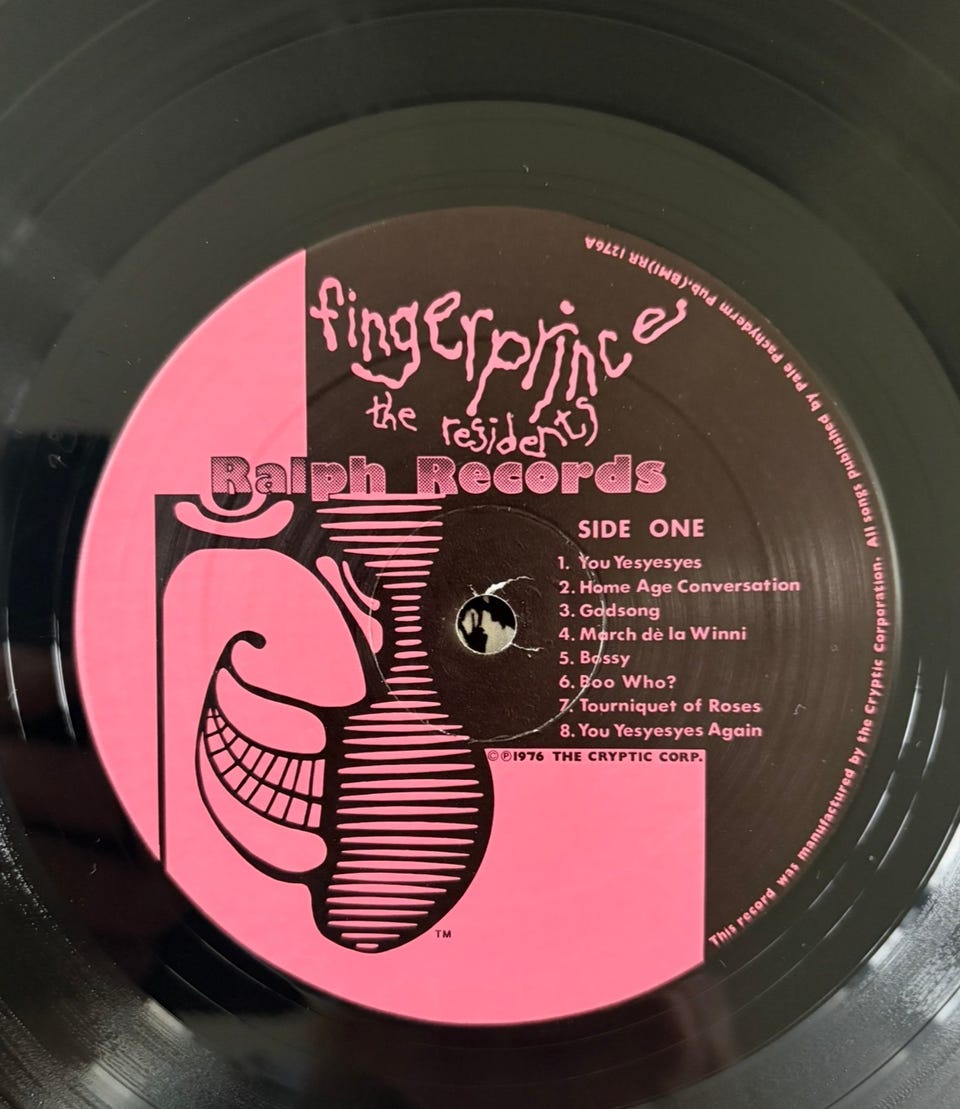 fingerprince
the residents
Ralph Records
SIDE ONE
1. You Yesyesyes
2. Home Age Conversation
3. Godsong
4. March dè la Winni
5. Bossy
6. Boo Who?
7. Tourniquet of Roses
8. You Yesyesyes Again
©℗1976 THE CRYPTIC CORP.
TM
This record was manufactured by the Cryptic Corporation. All songs published by Pale Pachyderm Pub.(BMI)RR 1276A